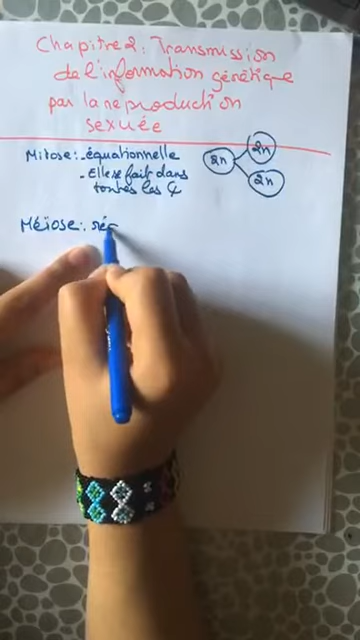 Chapitre 2: Transmission
de l'information génétique
par la reproduction
sexuée
Mitose: - équationnelle
- Elle se fait dans
toutes les ¢
2n
2n
2n
Méiose: réc